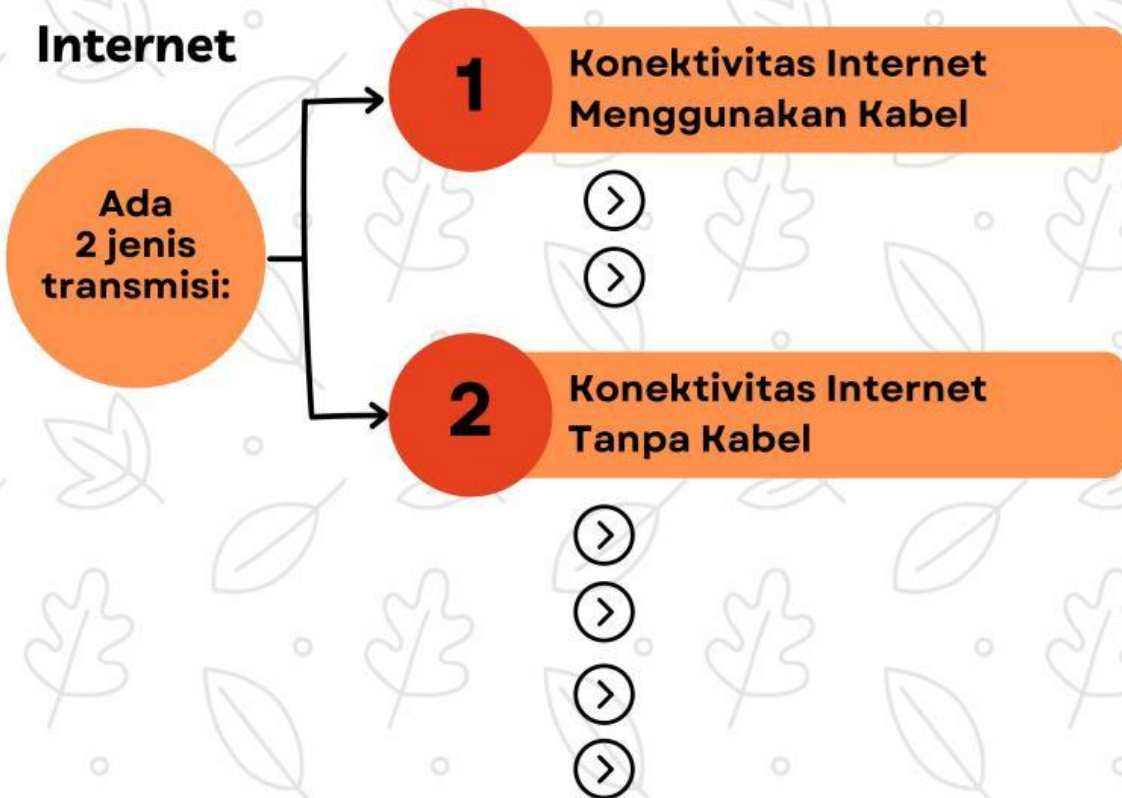 Internet
Ada
2 jenis
transmisi:
1
Konektivitas Internet
Menggunakan Kabel
2
Konektivitas Internet
Tanpa Kabel